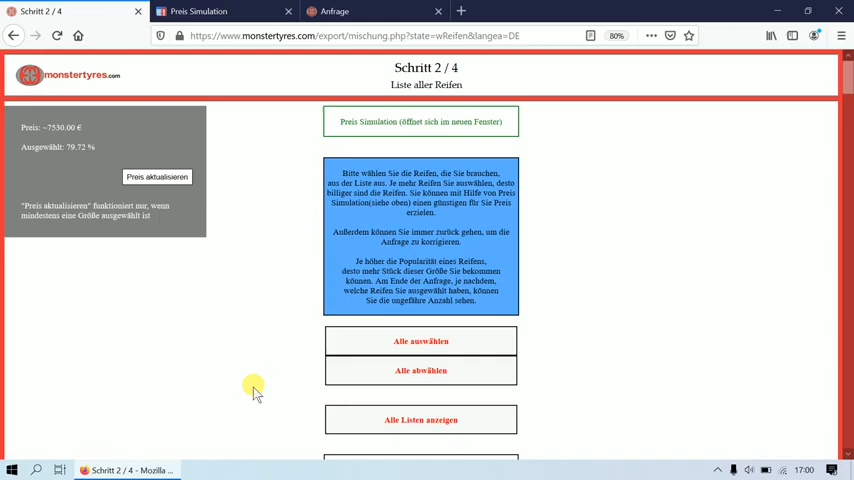 Schritt 2 / 4
Preis Simulation
Anfrage
https://www.monstertyres.com/export/mischung.php?state=wReifen&langea=DE
80%
monstertyres.com
Schritt 2 / 4
Liste aller Reifen
Preis: ~7530.00 €
Ausgewählt: 79.72 %
Preis aktualisieren
"Preis aktualisieren" funktioniert nur, wenn
mindestens eine Größe ausgewählt ist
Preis Simulation (öffnet sich im neuen Fenster)
Bitte wählen Sie die Reifen, die Sie brauchen,
aus der Liste aus. Je mehr Reifen Sie auswählen, desto
billiger sind die Reifen. Sie können mit Hilfe von Preis
Simulation(siehe oben) einen günstigen für Sie Preis
erzielen.
Außerdem können Sie immer zurück gehen, um die
Anfrage zu korrigieren.
Je höher die Popularität eines Reifens,
desto mehr Stück dieser Größe Sie bekommen
können. Am Ende der Anfrage, je nachdem,
welche Reifen Sie ausgewählt haben, können
Sie die ungefähre Anzahl sehen.
Alle auswählen
Alle abwählen
Alle Listen anzeigen
Schritt 2 / 4 – Mozilla ...
17:00